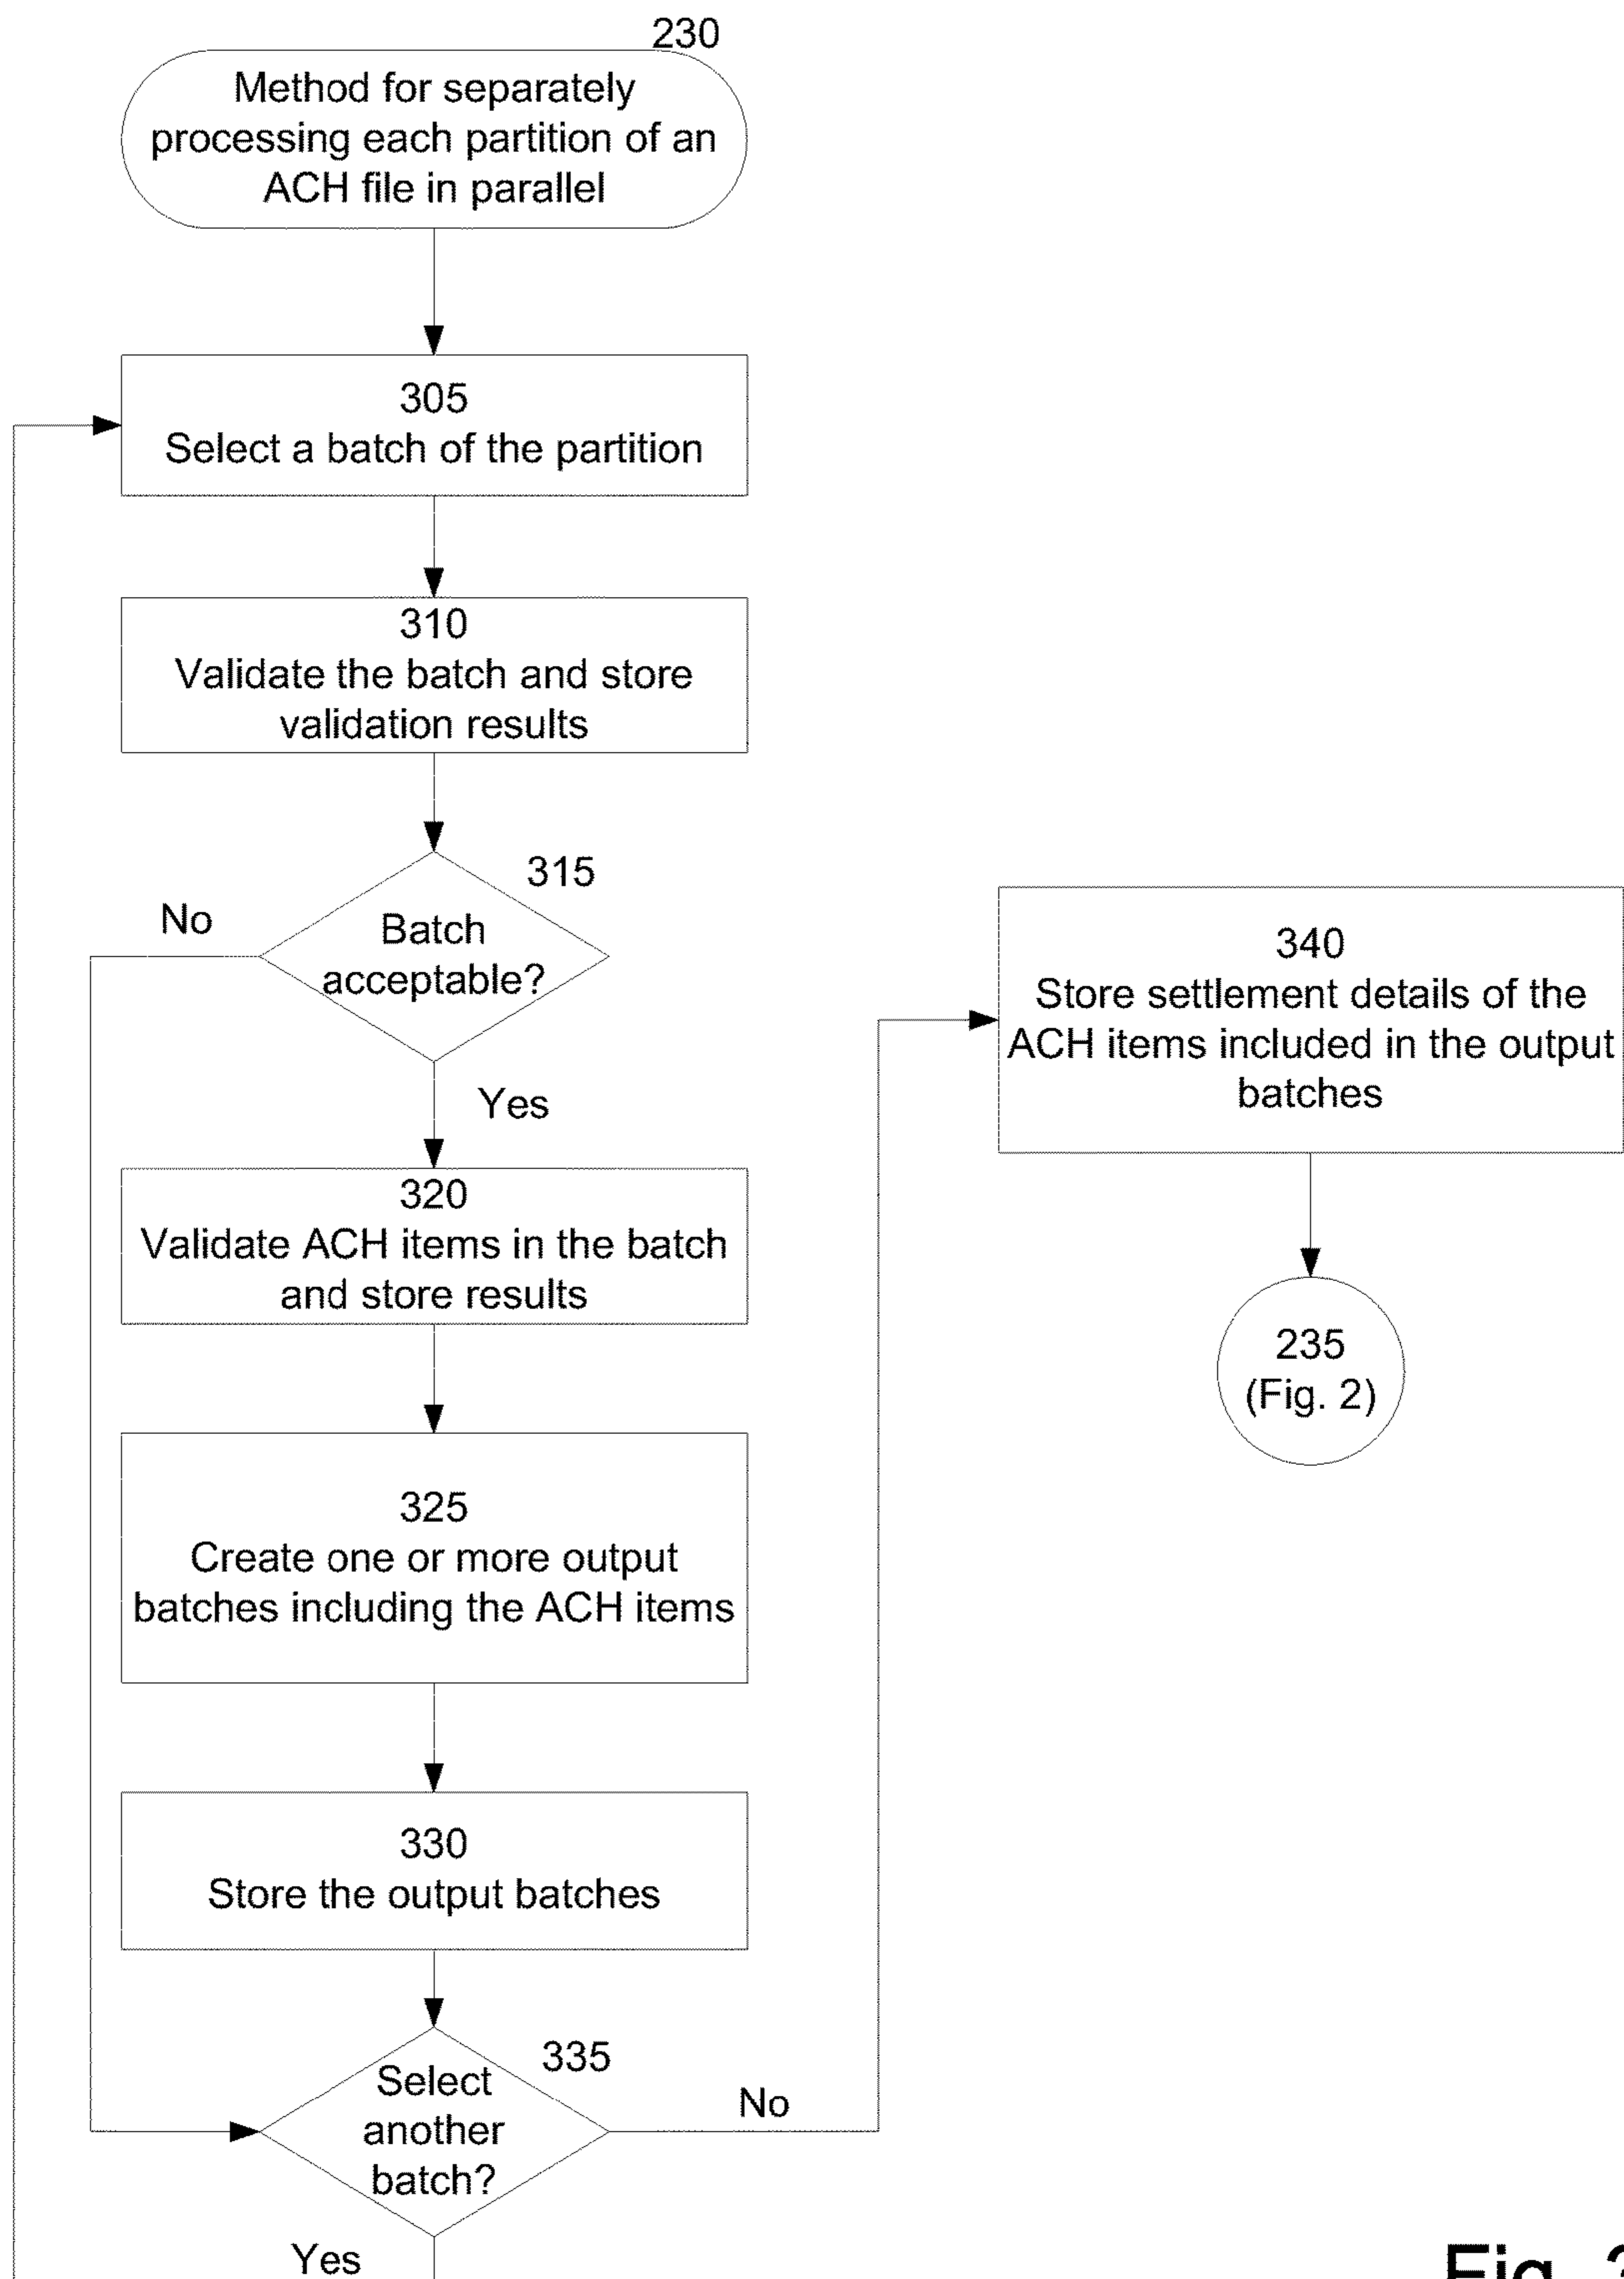 230
Method for separately
processing each partition of an
ACH file in parallel
305
Select a batch of the partition
310
Validate the batch and store
validation results
315
No
Batch
acceptable?
Yes
320
Validate ACH items in the batch
and store results
325
Create one or more output
batches including the ACH items
330
Store the output batches
335
Select
another
batch?
No
Yes
340
Store settlement details of the
ACH items included in the output
batches
235
(Fig. 2)
Fig.